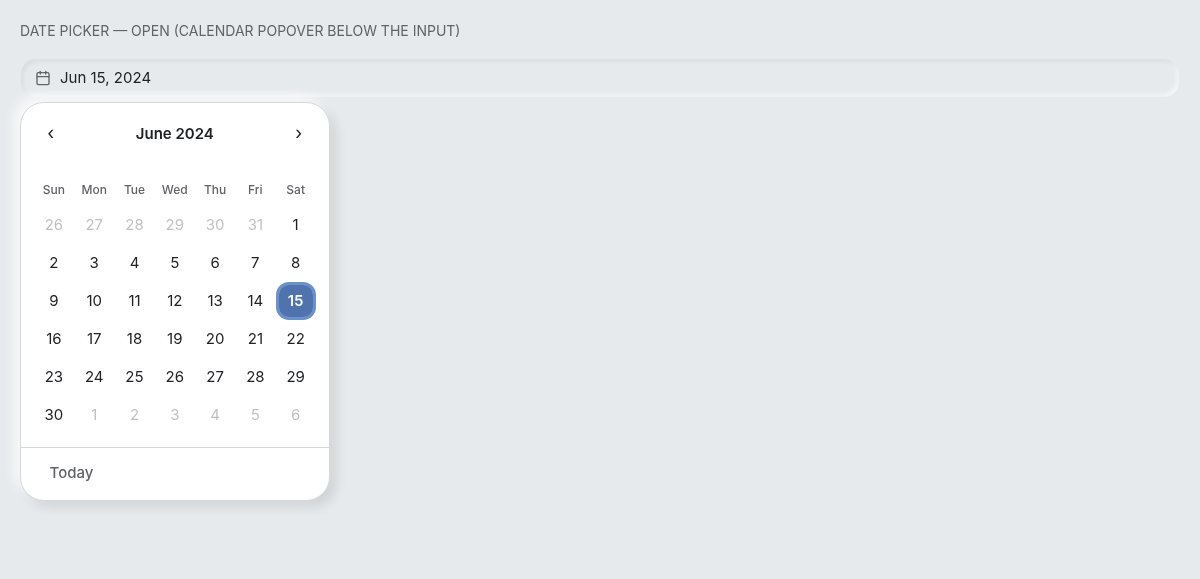 DATE PICKER — OPEN (CALENDAR POPOVER BELOW THE INPUT)
Jun 15, 2024
‹ June 2024 ›
Sun Mon Tue Wed Thu Fri Sat
26 27 28 29 30 31 1
2 3 4 5 6 7 8
9 10 11 12 13 14 15
16 17 18 19 20 21 22
23 24 25 26 27 28 29
30 1 2 3 4 5 6
Today